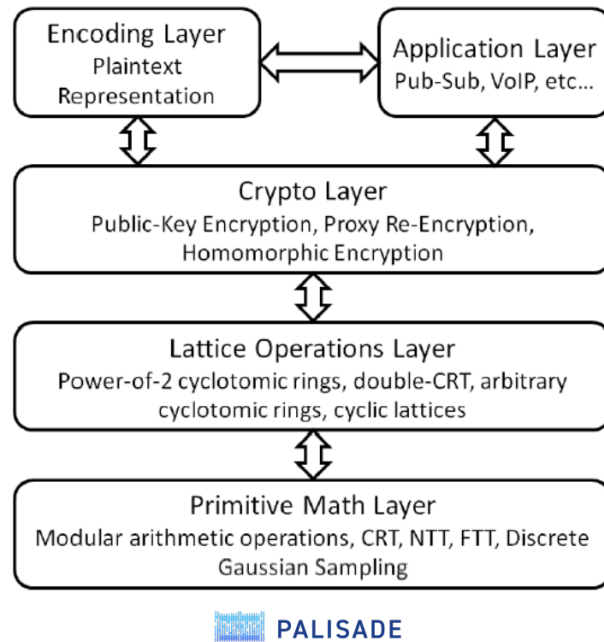 Encoding Layer
Plaintext
Representation
Application Layer
Pub-Sub, VoIP, etc...
Crypto Layer
Public-Key Encryption, Proxy Re-Encryption,
Homomorphic Encryption
Lattice Operations Layer
Power-of-2 cyclotomic rings, double-CRT, arbitrary
cyclotomic rings, cyclic lattices
Primitive Math Layer
Modular arithmetic operations, CRT, NTT, FTT, Discrete
Gaussian Sampling
PALISADE